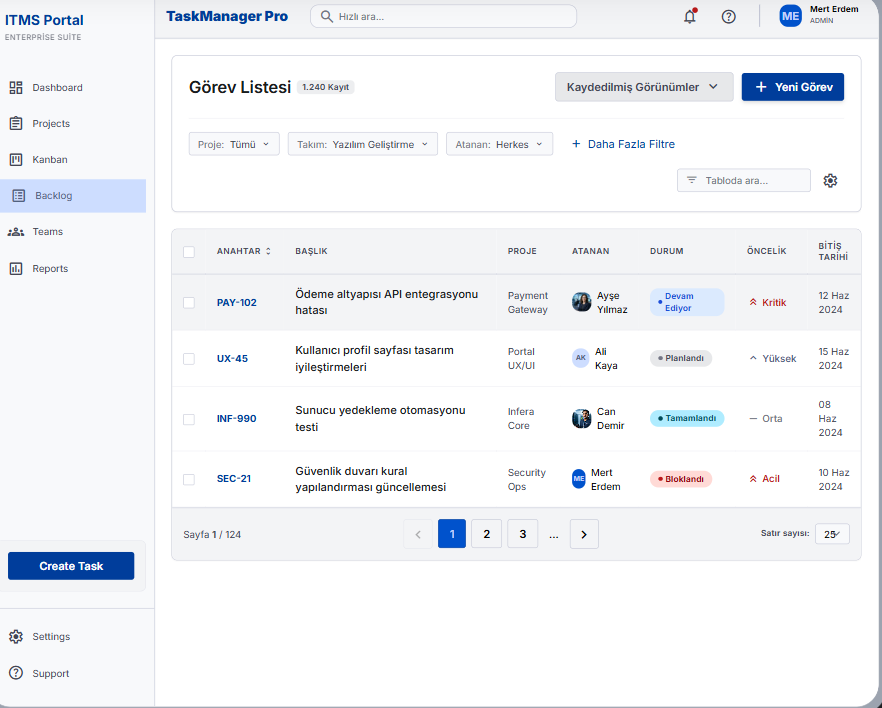 ITMS Portal
ENTERPRİSE SUİTE
Dashboard
Projects
Kanban
Backlog
Teams
Reports
Create Task
Settings
Support
TaskManager Pro
Hızlı ara...
ME
Mert Erdem
ADMIN
Görev Listesi
1.240 Kayıt
Kaydedilmiş Görünümler
+ Yeni Görev
Proje: Tümü
Takım: Yazılım Geliştirme
Atanan: Herkes
+ Daha Fazla Filtre
Tabloda ara...
ANAHTAR BAŞLIK PROJE ATANAN DURUM ÖNCELİK BİTİŞ
TARİHİ
PAY-102
Ödeme altyapısı API entegrasyonu
hatası
Payment
Gateway
Ayşe
Yılmaz
Devam
Ediyor
Kritik
12 Haz
2024
UX-45
Kullanıcı profil sayfası tasarım
iyileştirmeleri
Portal
UX/UI
AK
Ali
Kaya
Planlandı
Yüksek
15 Haz
2024
INF-990
Sunucu yedekleme otomasyonu
testi
Infera
Core
Can
Demir
Tamamlandı
Orta
08
Haz
2024
SEC-21
Güvenlik duvarı kural
yapılandırması güncellemesi
Security
Ops
ME
Mert
Erdem
Bloklandı
Acil
10 Haz
2024
Sayfa 1 / 124
1 2 3 ...
Satır sayısı: 25